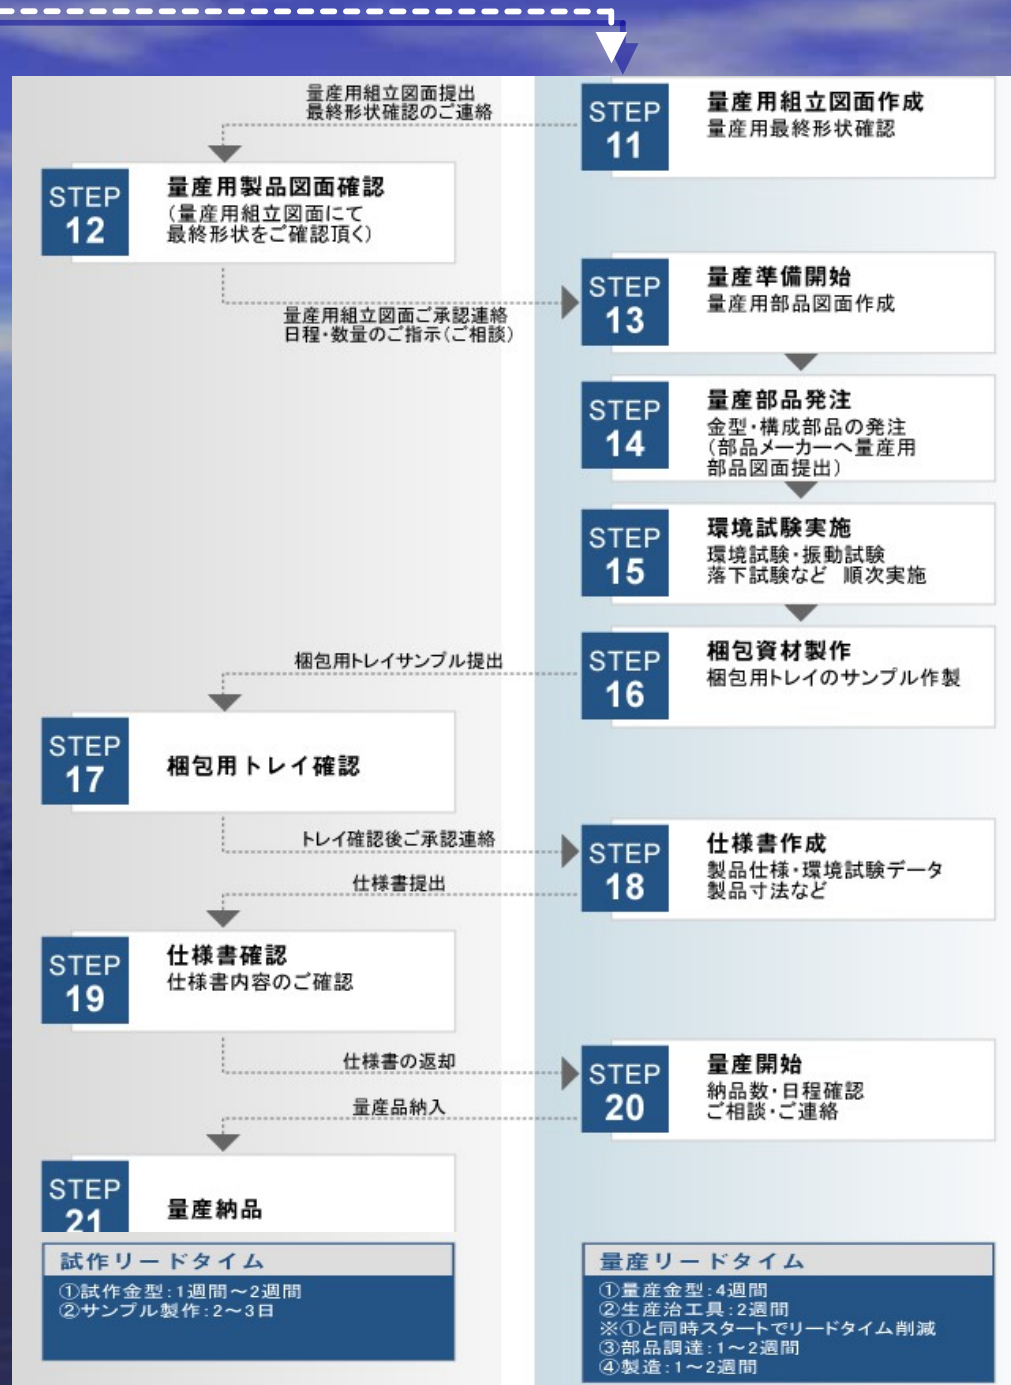 量産用組立図面提出
最終形状確認のご連絡
STEP
11
量産用組立図面作成
量産用最終形状確認
STEP
12
量産用製品図面確認
(量産用組立図面にて
最終形状をご確認頂く)
量産用組立図面ご承認連絡
日程・数量のご指示(ご相談)
STEP
13
量産準備開始
量産用部品図面作成
STEP
14
量産部品発注
金型・構成部品の発注
(部品メーカーへ量産用
部品図面提出)
STEP
15
環境試験実施
環境試験・振動試験
落下試験など 順次実施
STEP
16
梱包資材製作
梱包用トレイのサンプル作製
梱包用トレイサンプル提出
STEP
17
梱包用トレイ確認
トレイ確認後ご承認連絡
STEP
18
仕様書作成
製品仕様・環境試験データ
製品寸法など
仕様書提出
STEP
19
仕様書確認
仕様書内容のご確認
仕様書の返却
STEP
20
量産開始
納品数・日程確認
ご相談・ご連絡
量産品納入
STEP
21
量産納品
試作リードタイム
①試作金型:1週間～2週間
②サンプル製作:2～3日
量産リードタイム
①量産金型:4週間
②生産治工具:2週間
※①と同時スタートでリードタイム削減
③部品調達:1～2週間
④製造:1～2週間